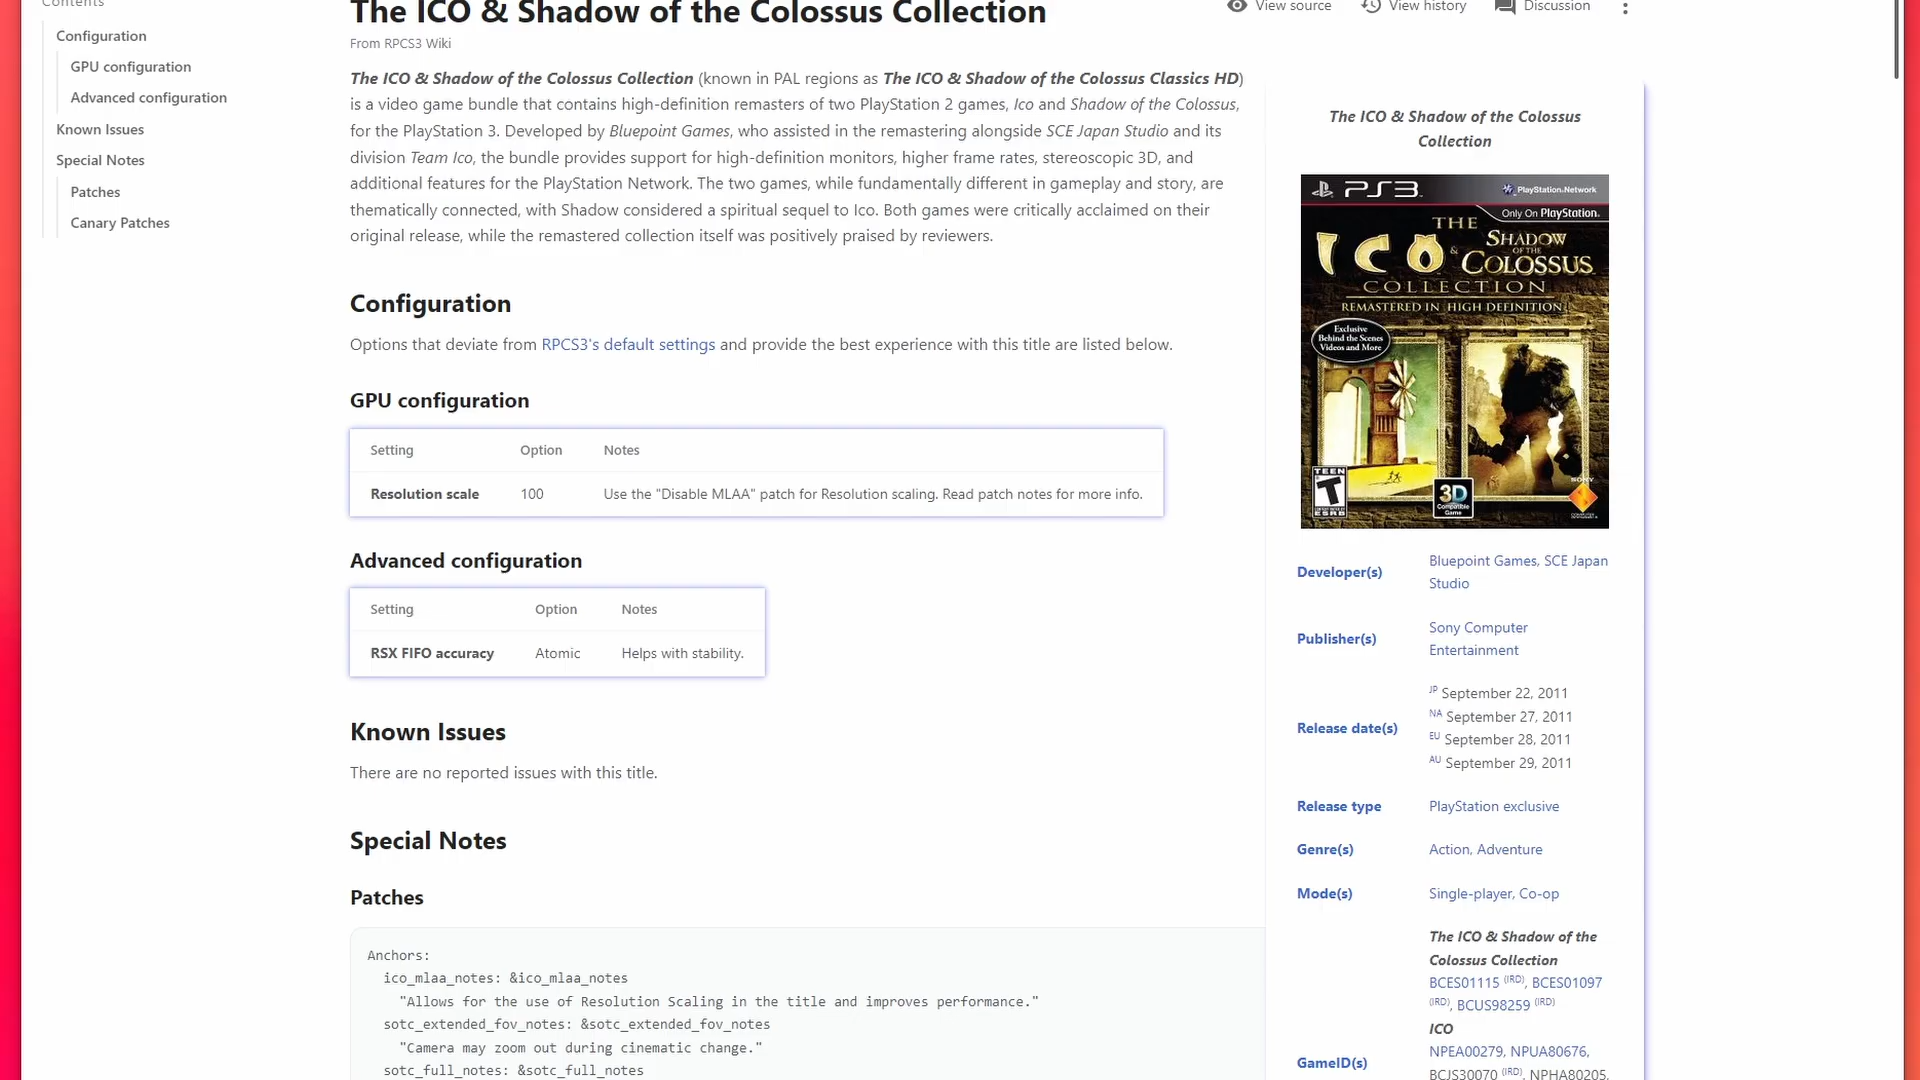 Contents
Configuration
GPU configuration
Advanced configuration
Known Issues
Special Notes
Patches
Canary Patches
The ICO & Shadow of the Colossus Collection
View source
View history
Discussion
From RPCS3 Wiki
The ICO & Shadow of the Colossus Collection (known in PAL regions as The ICO & Shadow of the Colossus Classics HD)
is a video game bundle that contains high-definition remasters of two PlayStation 2 games, Ico and Shadow of the Colossus,
for the PlayStation 3. Developed by Bluepoint Games, who assisted in the remastering alongside SCE Japan Studio and its
division Team Ico, the bundle provides support for high-definition monitors, higher frame rates, stereoscopic 3D, and
additional features for the PlayStation Network. The two games, while fundamentally different in gameplay and story, are
thematically connected, with Shadow considered a spiritual sequel to Ico. Both games were critically acclaimed on their
original release, while the remastered collection itself was positively praised by reviewers.
Configuration
Options that deviate from RPCS3's default settings and provide the best experience with this title are listed below.
GPU configuration
Setting Option Notes
Resolution scale 100 Use the "Disable MLAA" patch for Resolution scaling. Read patch notes for more info.
Advanced configuration
Setting Option Notes
RSX FIFO accuracy Atomic Helps with stability.
Known Issues
There are no reported issues with this title.
Special Notes
Patches
Anchors:
ico_mlaa_notes: &ico_mlaa_notes
"Allows for the use of Resolution Scaling in the title and improves performance."
sotc_extended_fov_notes: &sotc_extended_fov_notes
"Camera may zoom out during cinematic change."
sotc_full_notes: &sotc_full_notes
The ICO & Shadow of the Colossus
Collection
PS3
PlayStation Network
Only On PlayStation.
THE
ICO & SHADOW
OF THE
COLOSSUS
COLLECTION
REMASTERED IN HIGH DEFINITION
Exclusive
Behind the Scenes
Videos and More
TEEN
T
ESRB
3D
Compatible
Game
SONY
Developer(s) Bluepoint Games, SCE Japan
Studio
Publisher(s) Sony Computer
Entertainment
Release date(s)
JP September 22, 2011
NA September 27, 2011
EU September 28, 2011
AU September 29, 2011
Release type PlayStation exclusive
Genre(s) Action, Adventure
Mode(s) Single-player, Co-op
GameID(s)
The ICO & Shadow of the
Colossus Collection
BCES01115 (IRD), BCES01097
(IRD), BCUS98259 (IRD)
ICO
NPEA00279, NPUA80676,
BCJS30070 (IRD), NPHA80205,